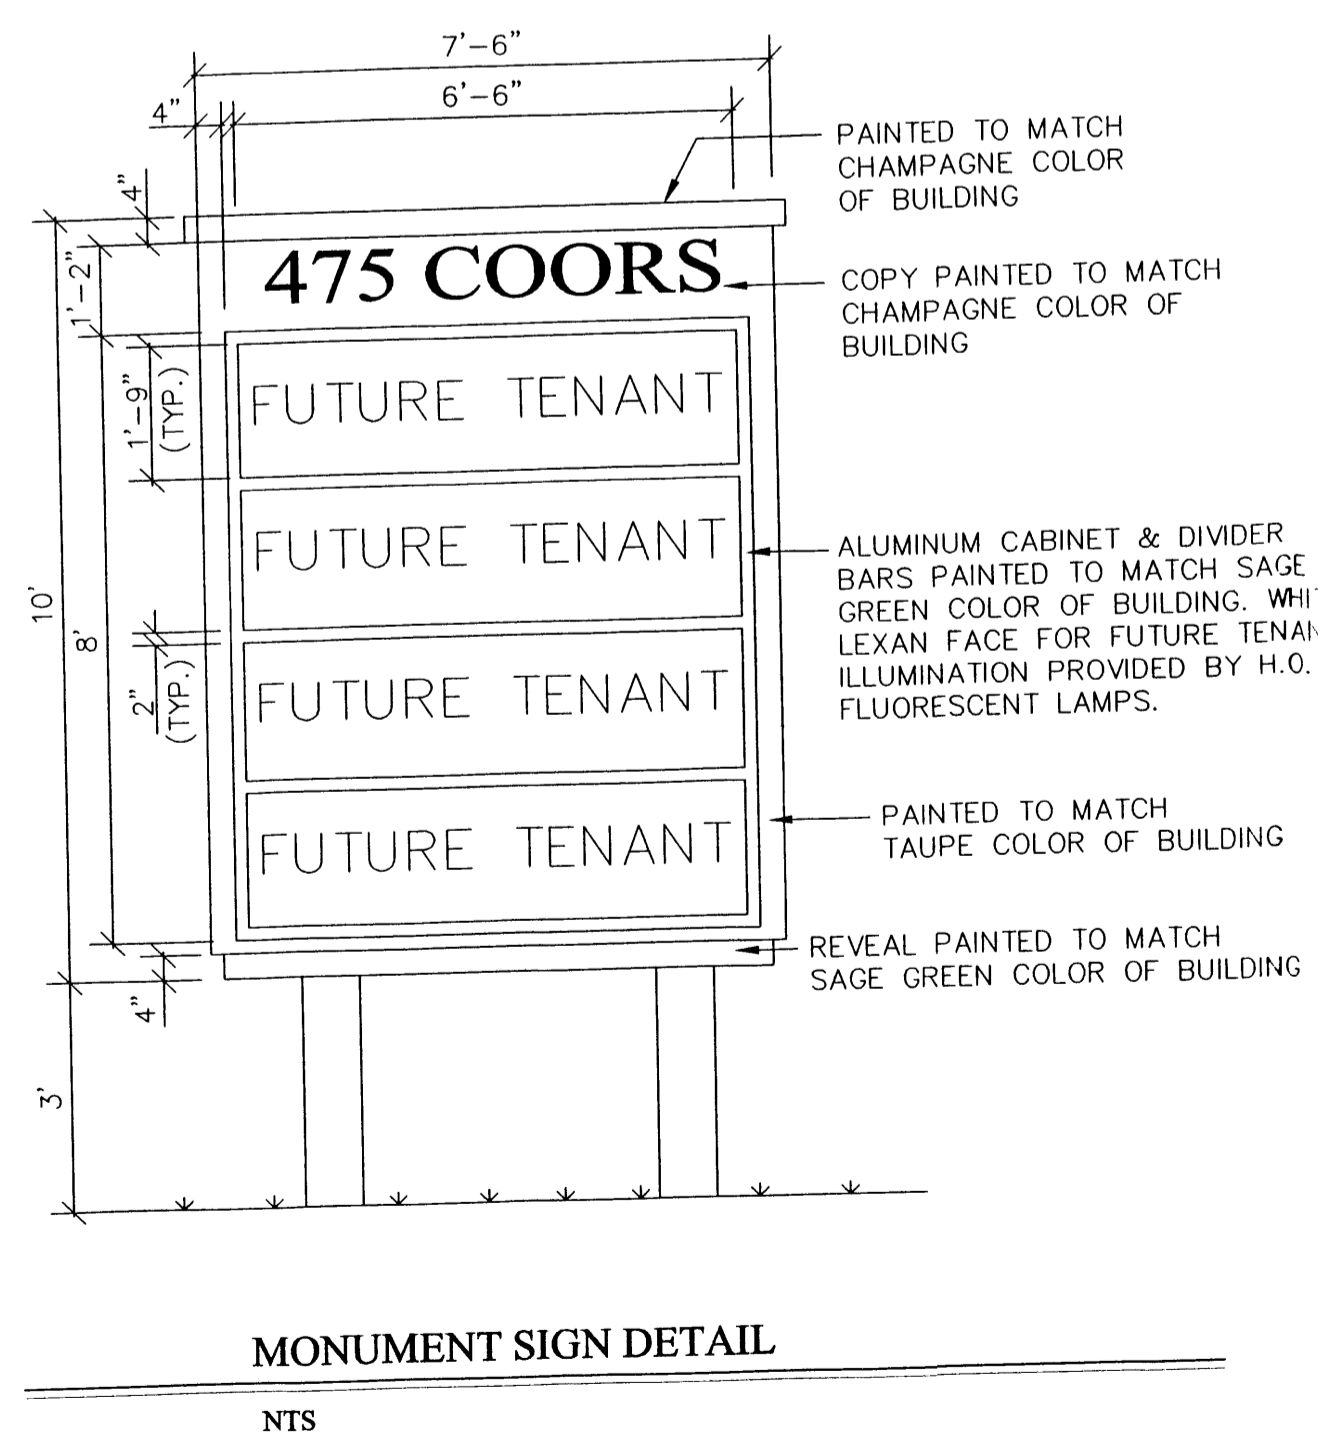 7'-6"
6'-6"
4"
4"
PAINTED TO MATCH
CHAMPAGNE COLOR
OF BUILDING
475 COORS
COPY PAINTED TO MATCH
CHAMPAGNE COLOR OF
BUILDING
1'-2"
1'-9"
(TYP.)
FUTURE TENANT
FUTURE TENANT
FUTURE TENANT
FUTURE TENANT
10'
8'
2"
(TYP.)
ALUMINUM CABINET & DIVIDER
BARS PAINTED TO MATCH SAGE
GREEN COLOR OF BUILDING.
LEXAN FACE FOR FUTURE
ILLUMINATION PROVIDED BY H.O.
FLUORESCENT LAMPS.
PAINTED TO MATCH
TAUPE COLOR OF BUILDING
REVEAL PAINTED TO MATCH
SAGE GREEN COLOR OF BUILDING
4"
3'
MONUMENT SIGN DETAIL
NTS